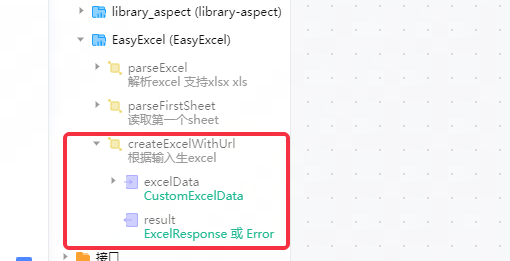 library_aspect (library-aspect)
EasyExcel (EasyExcel)
parseExcel
解析excel 支持xlsx xls
parseFirstSheet
读取第一个sheet
createExcelWithUrl
根据输入生excel
excelData
CustomExcelData
result
ExcelResponse 或 Error
接口